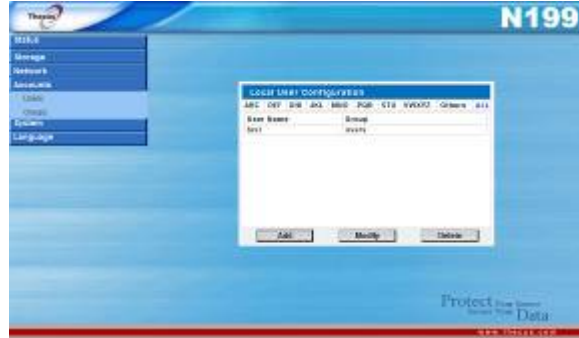 Thecus
N199
Status
Storage
Network
Accounts
Users
Groups
System
Language
Local User Configuration
ABC DEF GHI JKL MNO PQR STU VWXYZ Others All
User Name Group
test users
Add Modify Delete
Protect
Data
www.thecus.com